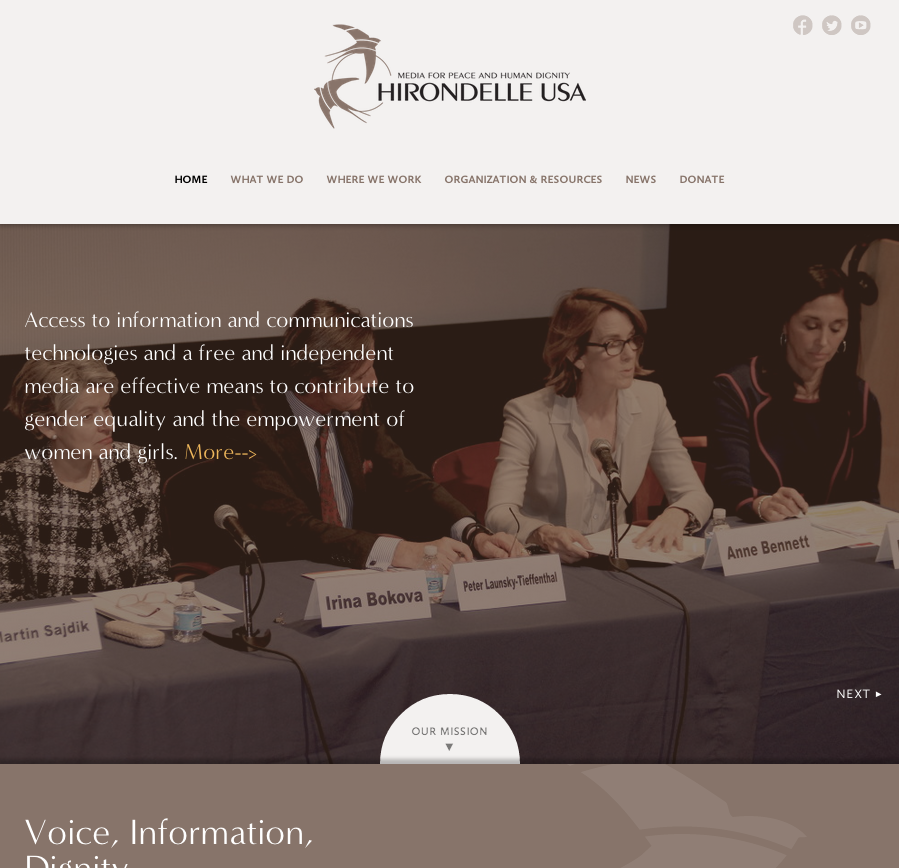 MEDIA FOR PEACE AND HUMAN DIGNITY
HIRONDELLE USA
HOME WHAT WE DO WHERE WE WORK ORGANIZATION & RESOURCES NEWS DONATE
Access to information and communications
technologies and a free and independent
media are effective means to contribute to
gender equality and the empowerment of
women and girls. More-->
Anne Bennett
Peter Launsky-Tieffenthal
Irina Bokova
Martin Sajdik
NEXT ►
OUR MISSION
▼
Voice, Information,
Dignity